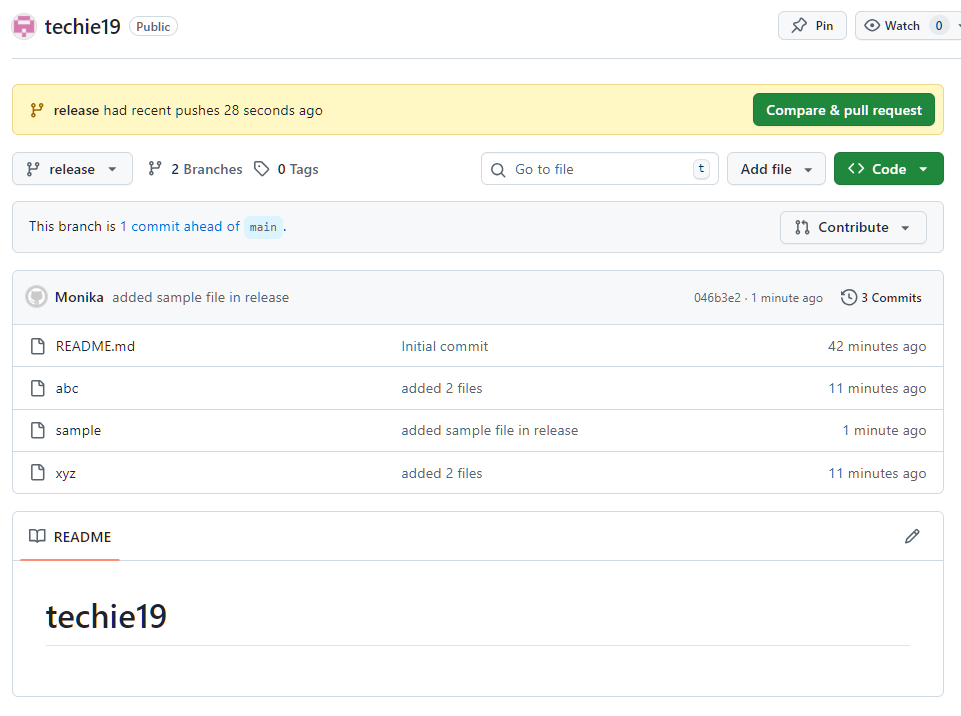 techie19 Public Pin Watch 0
release had recent pushes 28 seconds ago Compare & pull request
release 2 Branches 0 Tags Go to file t Add file <> Code
This branch is 1 commit ahead of main. Contribute
Monika added sample file in release 046b3e2 · 1 minute ago 3 Commits
README.md Initial commit 42 minutes ago
abc added 2 files 11 minutes ago
sample added sample file in release 1 minute ago
xyz added 2 files 11 minutes ago
README
techie19